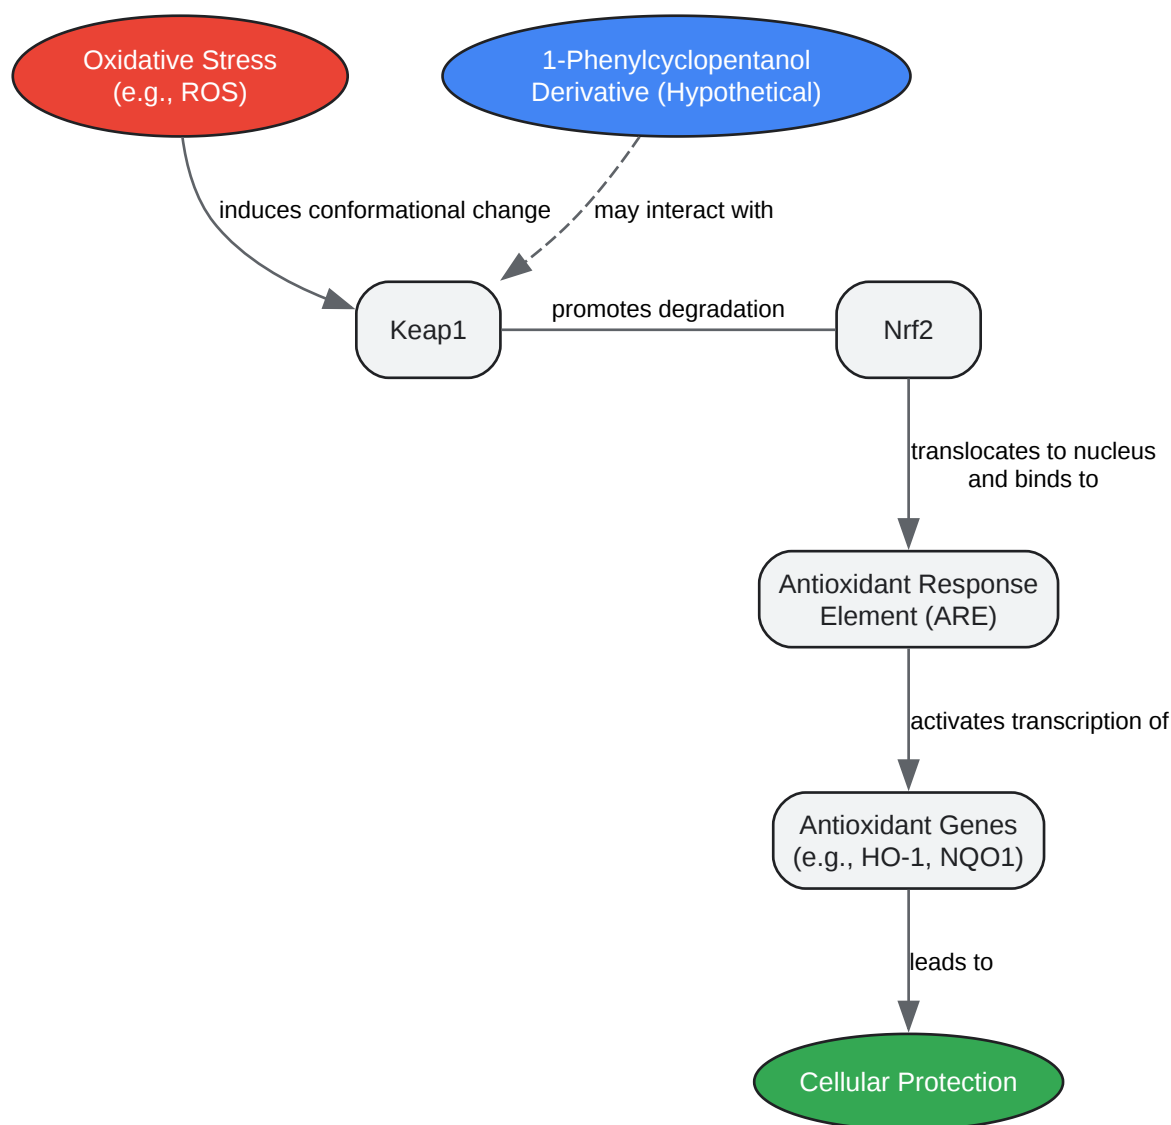 Oxidative Stress
(e.g., ROS)
1-Phenylcyclopentanol
Derivative (Hypothetical)
induces conformational change
may interact with
Keap1
promotes degradation
Nrf2
translocates to nucleus
and binds to
Antioxidant Response
Element (ARE)
activates transcription of
Antioxidant Genes
(e.g., HO-1, NQO1)
leads to
Cellular Protection